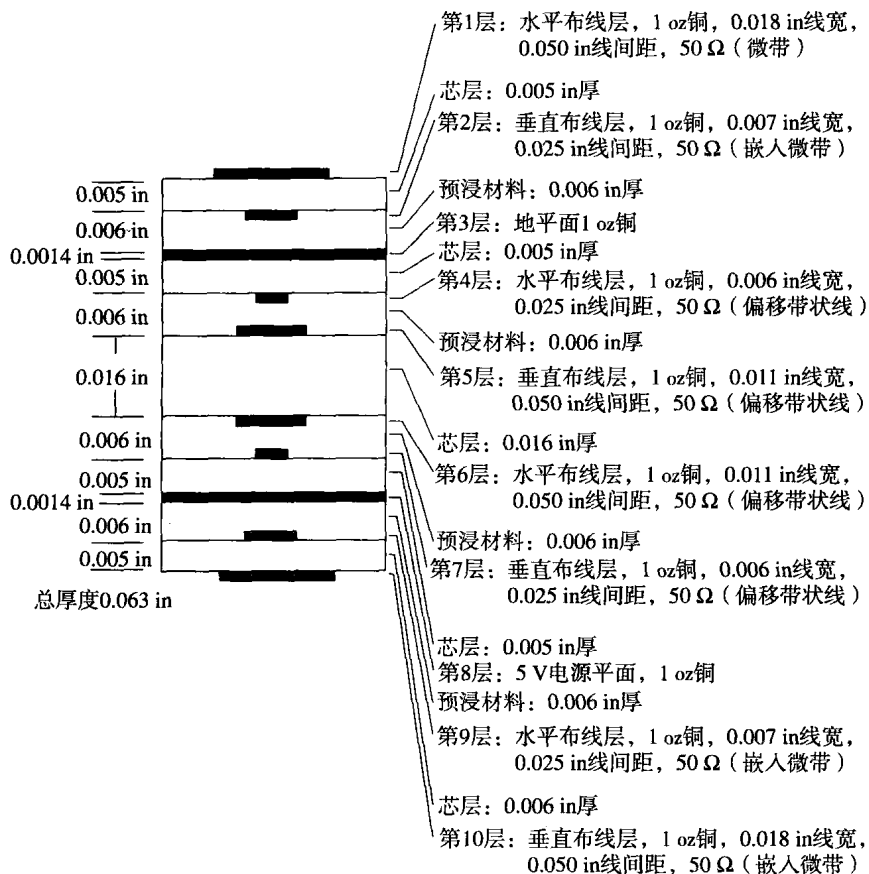 第1层：水平布线层，1 oz铜，0.018 in线宽，
0.050 in线间距，50 Ω（微带）
芯层：0.005 in厚
第2层：垂直布线层，1 oz铜，0.007 in线宽，
0.025 in线间距，50 Ω（嵌入微带）
预浸材料：0.006 in厚
第3层：地平面1 oz铜
芯层：0.005 in厚
第4层：水平布线层，1 oz铜，0.006 in线宽，
0.025 in线间距，50 Ω（偏移带状线）
预浸材料：0.006 in厚
第5层：垂直布线层，1 oz铜，0.011 in线宽，
0.050 in线间距，50 Ω（偏移带状线）
芯层：0.016 in厚
第6层：水平布线层，1 oz铜，0.011 in线宽，
0.050 in线间距，50 Ω（偏移带状线）
预浸材料：0.006 in厚
第7层：垂直布线层，1 oz铜，0.006 in线宽，
0.025 in线间距，50 Ω（偏移带状线）
芯层：0.005 in厚
第8层：5 V电源平面，1 oz铜
预浸材料：0.006 in厚
第9层：水平布线层，1 oz铜，0.007 in线宽，
0.025 in线间距，50 Ω（嵌入微带）
芯层：0.006 in厚
第10层：垂直布线层，1 oz铜，0.018 in线宽，
0.050 in线间距，50 Ω（嵌入微带）
0.005 in
0.006 in
0.0014 in
0.005 in
0.006 in
0.016 in
0.006 in
0.005 in
0.0014 in
0.006 in
0.005 in
总厚度0.063 in